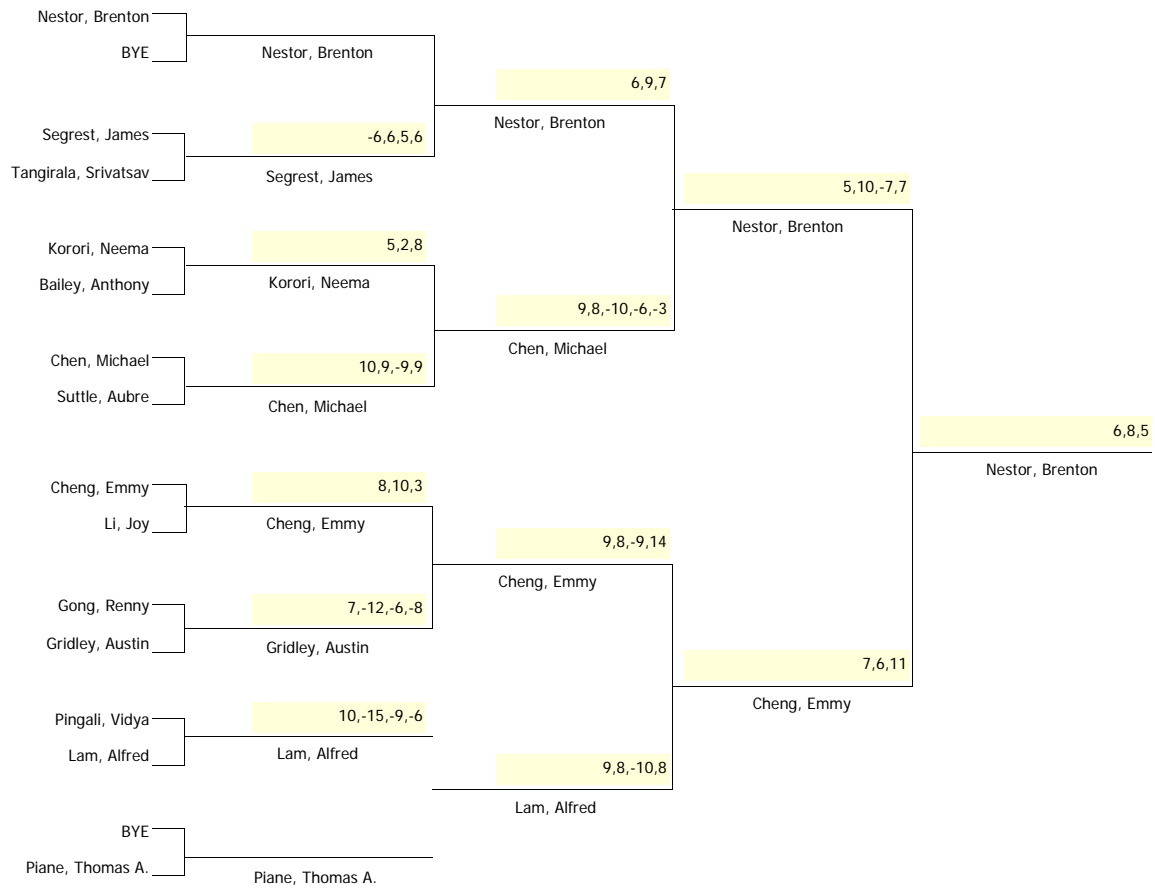 Nestor, Brenton
BYE
Nestor, Brenton
6,9,7
Nestor, Brenton
Segrest, James
-6,6,5,6
Tangirala, Srivatsav
Segrest, James
5,10,-7,7
Nestor, Brenton
Korori, Neema
5,2,8
Bailey, Anthony
Korori, Neema
9,8,-10,-6,-3
Chen, Michael
Chen, Michael
10,9,-9,9
Suttle, Aubre
Chen, Michael
6,8,5
Nestor, Brenton
Cheng, Emmy
8,10,3
Li, Joy
Cheng, Emmy
9,8,-9,14
Cheng, Emmy
Gong, Renny
7,-12,-6,-8
Gridley, Austin
Gridley, Austin
7,6,11
Cheng, Emmy
Pingali, Vidya
10,-15,-9,-6
Lam, Alfred
Lam, Alfred
9,8,-10,8
Lam, Alfred
BYE
Piane, Thomas A.
Piane, Thomas A.